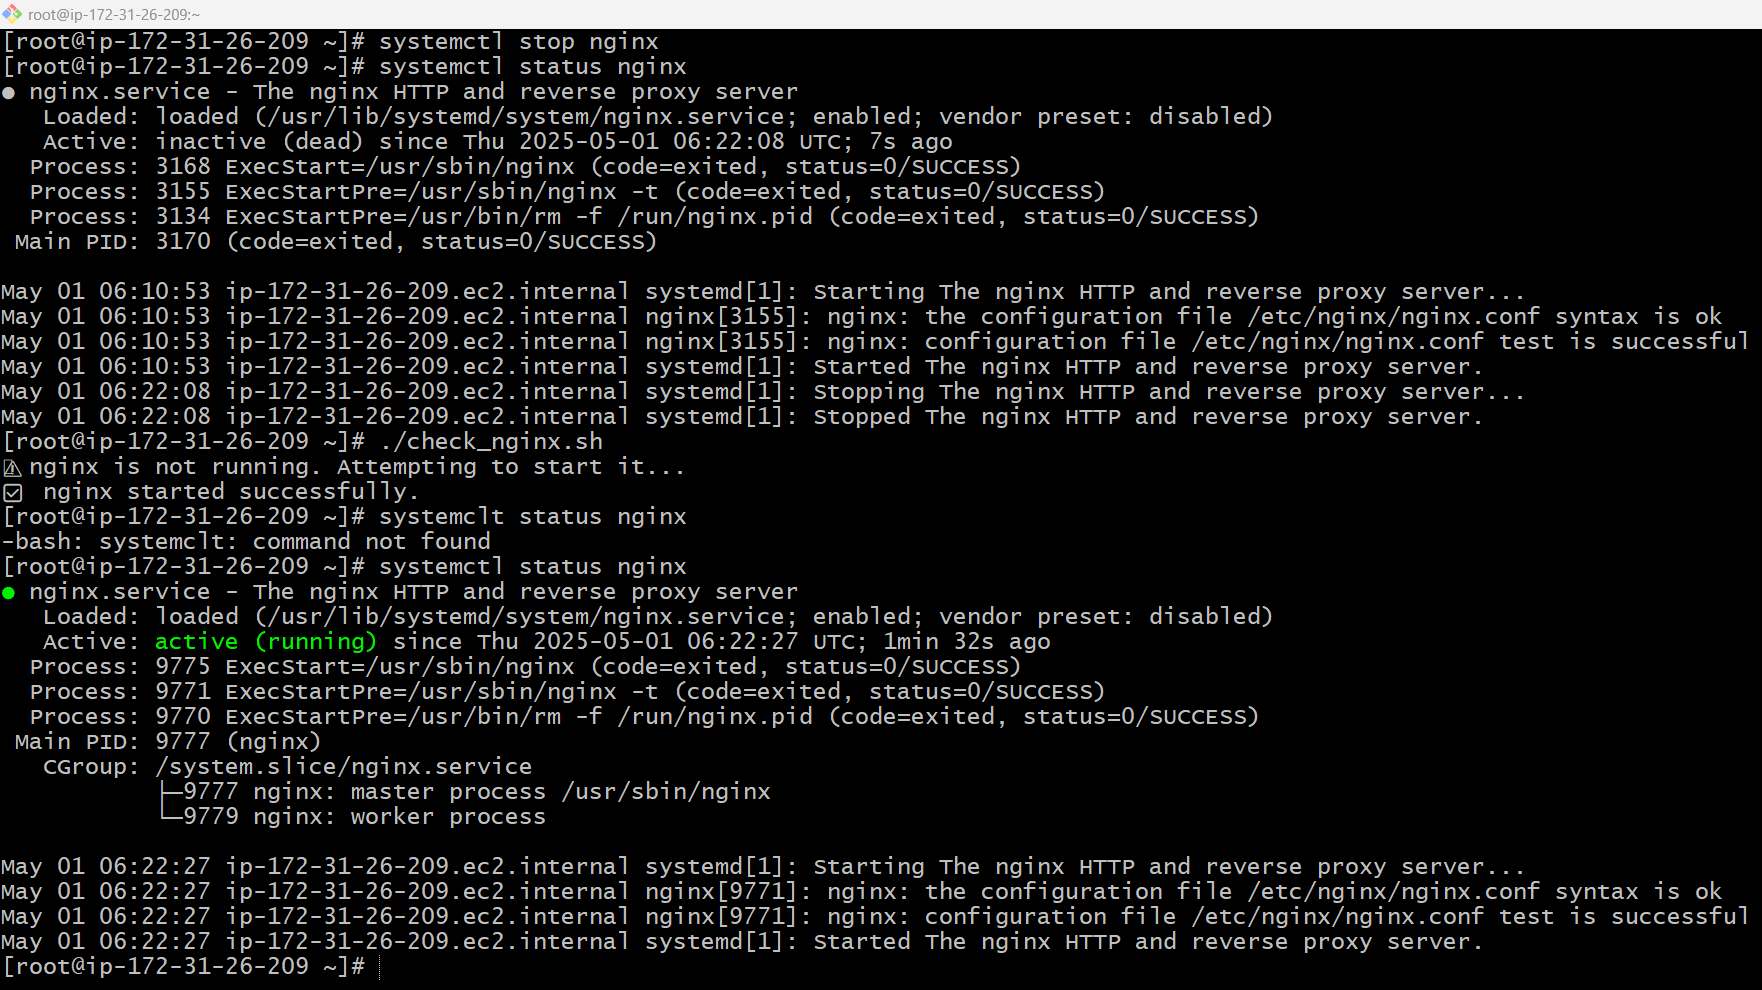 root@ip-172-31-26-209:~
[root@ip-172-31-26-209 ~]# systemctl stop nginx
[root@ip-172-31-26-209 ~]# systemctl status nginx
● nginx.service - The nginx HTTP and reverse proxy server
   Loaded: loaded (/usr/lib/systemd/system/nginx.service; enabled; vendor preset: disabled)
   Active: inactive (dead) since Thu 2025-05-01 06:22:08 UTC; 7s ago
  Process: 3168 ExecStart=/usr/sbin/nginx (code=exited, status=0/SUCCESS)
  Process: 3155 ExecStartPre=/usr/sbin/nginx -t (code=exited, status=0/SUCCESS)
  Process: 3134 ExecStartPre=/usr/bin/rm -f /run/nginx.pid (code=exited, status=0/SUCCESS)
 Main PID: 3170 (code=exited, status=0/SUCCESS)

May 01 06:10:53 ip-172-31-26-209.ec2.internal systemd[1]: Starting The nginx HTTP and reverse proxy server...
May 01 06:10:53 ip-172-31-26-209.ec2.internal nginx[3155]: nginx: the configuration file /etc/nginx/nginx.conf syntax is ok
May 01 06:10:53 ip-172-31-26-209.ec2.internal nginx[3155]: nginx: configuration file /etc/nginx/nginx.conf test is successful
May 01 06:10:53 ip-172-31-26-209.ec2.internal systemd[1]: Started The nginx HTTP and reverse proxy server.
May 01 06:22:08 ip-172-31-26-209.ec2.internal systemd[1]: Stopping The nginx HTTP and reverse proxy server...
May 01 06:22:08 ip-172-31-26-209.ec2.internal systemd[1]: Stopped The nginx HTTP and reverse proxy server.
[root@ip-172-31-26-209 ~]# ./check_nginx.sh
⚠ nginx is not running. Attempting to start it...
☑ nginx started successfully.
[root@ip-172-31-26-209 ~]# systemclt status nginx
-bash: systemclt: command not found
[root@ip-172-31-26-209 ~]# systemctl status nginx
● nginx.service - The nginx HTTP and reverse proxy server
   Loaded: loaded (/usr/lib/systemd/system/nginx.service; enabled; vendor preset: disabled)
   Active: active (running) since Thu 2025-05-01 06:22:27 UTC; 1min 32s ago
  Process: 9775 ExecStart=/usr/sbin/nginx (code=exited, status=0/SUCCESS)
  Process: 9771 ExecStartPre=/usr/sbin/nginx -t (code=exited, status=0/SUCCESS)
  Process: 9770 ExecStartPre=/usr/bin/rm -f /run/nginx.pid (code=exited, status=0/SUCCESS)
 Main PID: 9777 (nginx)
   CGroup: /system.slice/nginx.service
           ├─9777 nginx: master process /usr/sbin/nginx
           └─9779 nginx: worker process

May 01 06:22:27 ip-172-31-26-209.ec2.internal systemd[1]: Starting The nginx HTTP and reverse proxy server...
May 01 06:22:27 ip-172-31-26-209.ec2.internal nginx[9771]: nginx: the configuration file /etc/nginx/nginx.conf syntax is ok
May 01 06:22:27 ip-172-31-26-209.ec2.internal nginx[9771]: nginx: configuration file /etc/nginx/nginx.conf test is successful
May 01 06:22:27 ip-172-31-26-209.ec2.internal systemd[1]: Started The nginx HTTP and reverse proxy server.
[root@ip-172-31-26-209 ~]#